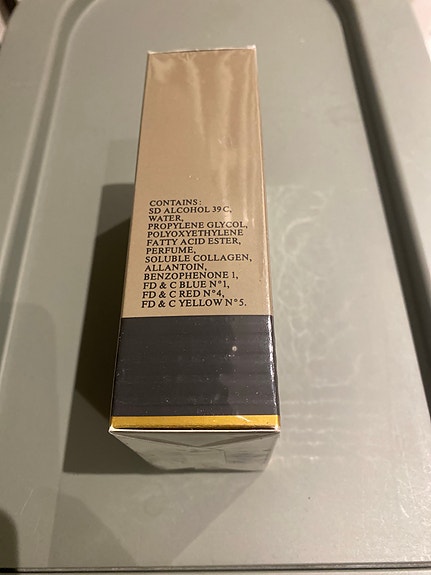 CONTAINS:
SD ALCOHOL 39C,
WATER,
PROPYLENE GLYCOL,
POLYOXYETHYLENE
FATTY ACID ESTER,
PERFUME,
SOLUBLE COLLAGEN,
ALLANTOIN,
BENZOPHENONE 1,
FD & C BLUE N°1,
FD & C RED N°4,
FD & C YELLOW N°5.